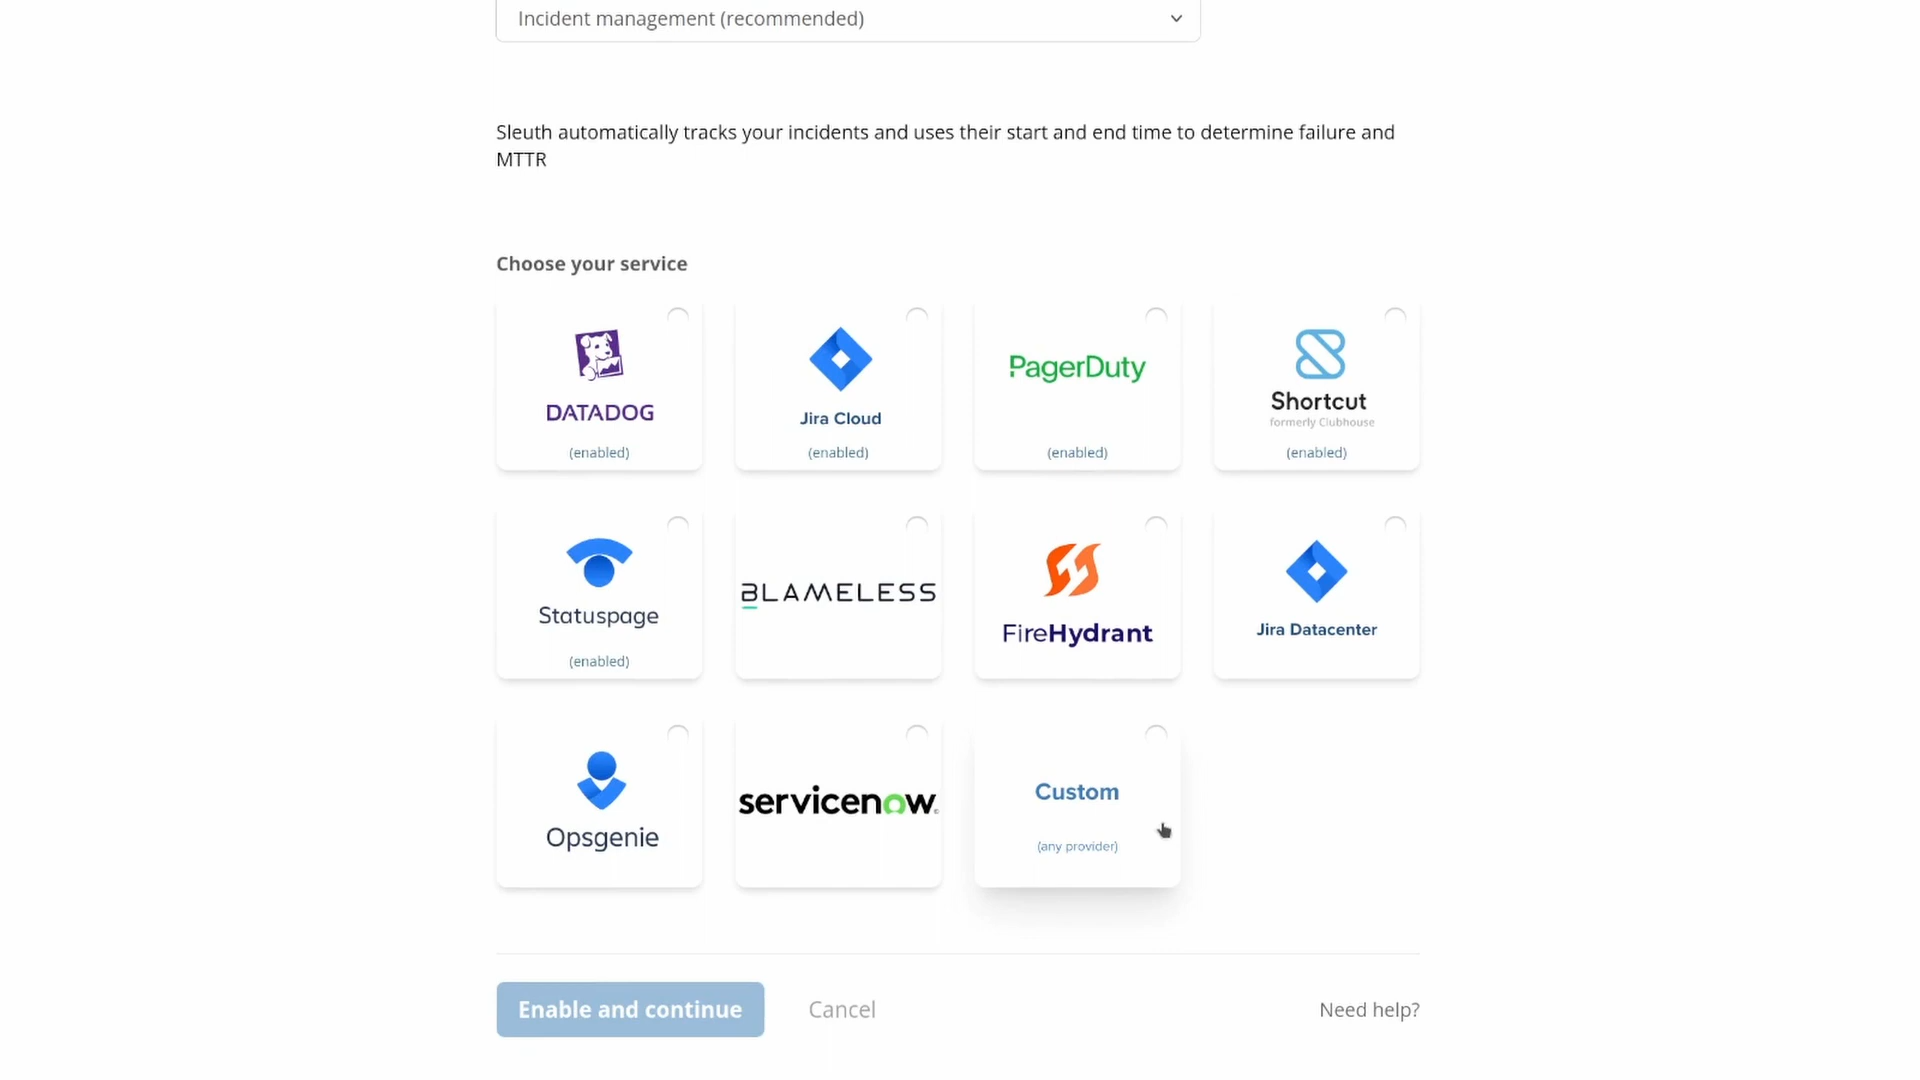 Incident management (recommended)
Sleuth automatically tracks your incidents and uses their start and end time to determine failure and
MTTR
Choose your service
DATADOG
(enabled)
Jira Cloud
(enabled)
PagerDuty
(enabled)
Shortcut
formerly Clubhouse
(enabled)
Statuspage
(enabled)
BLAMELESS
FireHydrant
Jira Datacenter
Opsgenie
servicenow
Custom
(any provider)
Enable and continue
Cancel
Need help?